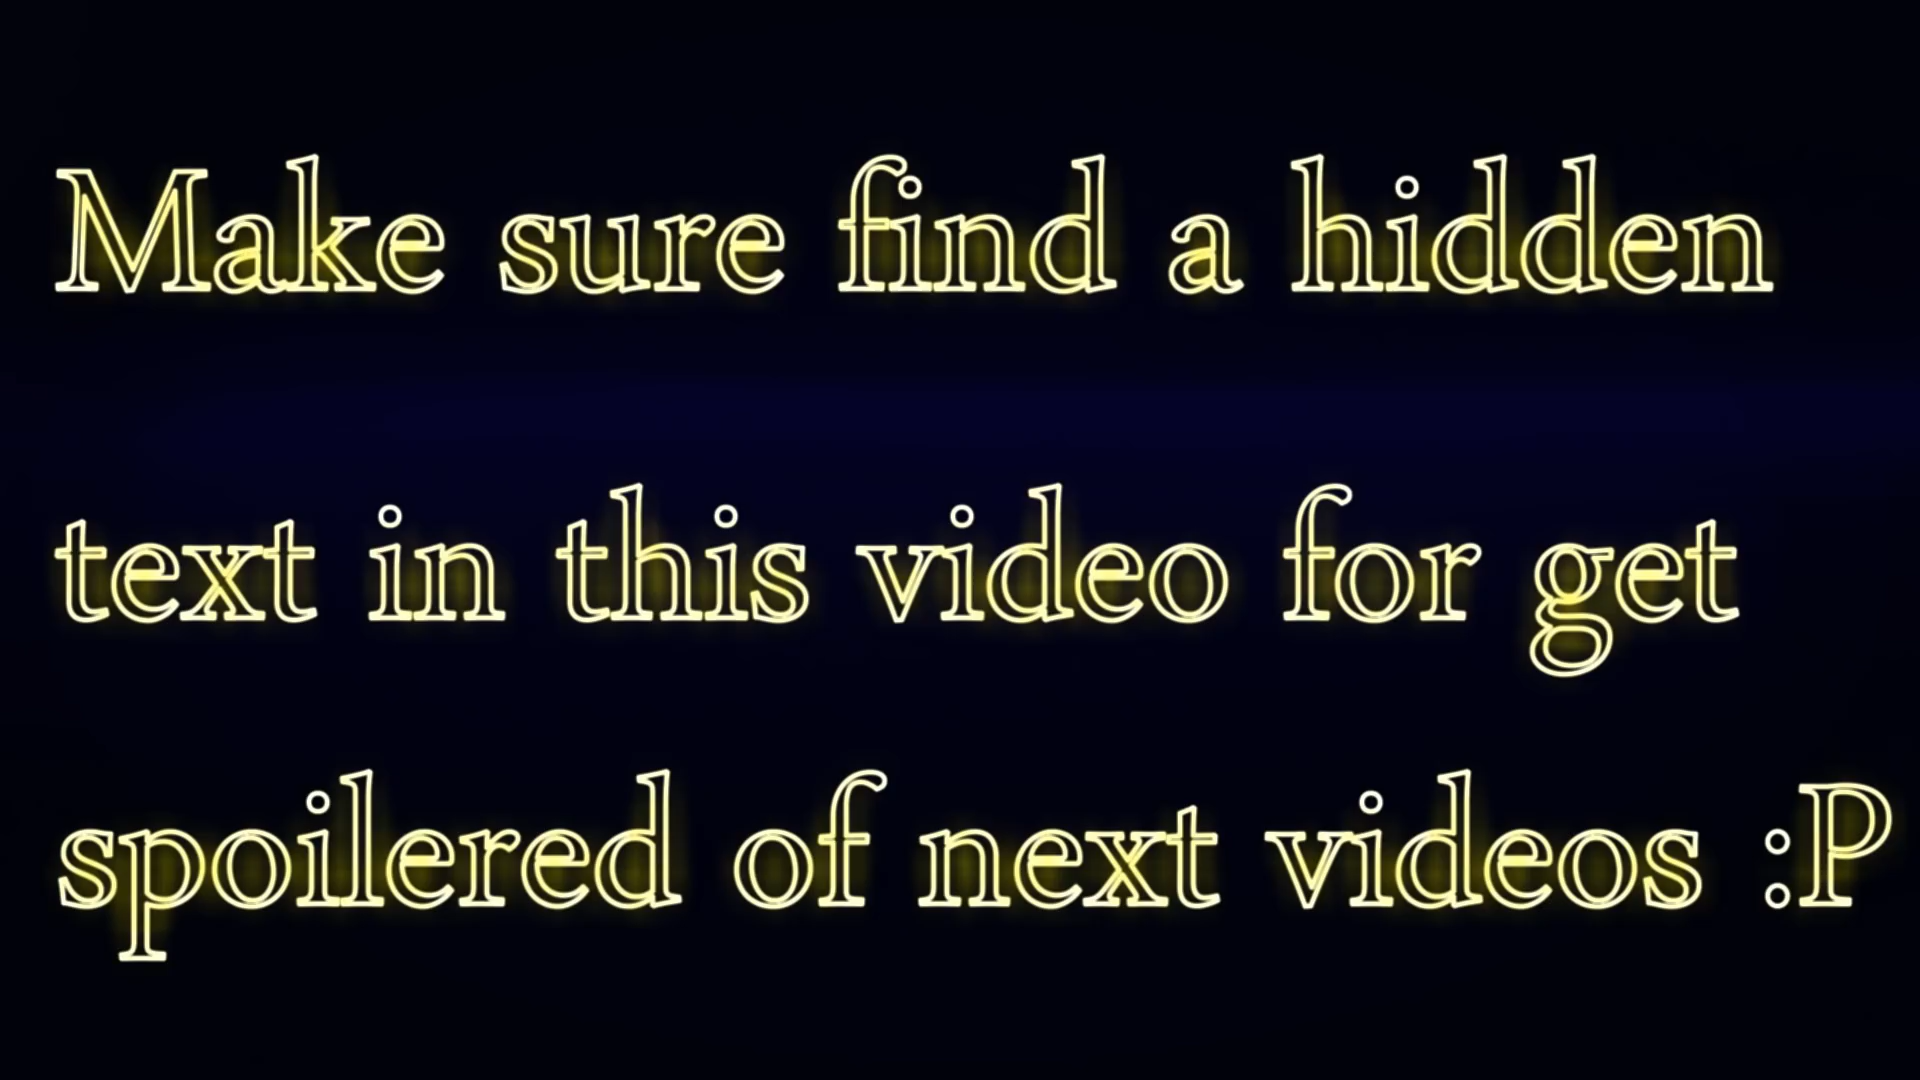 Make sure find a hidden
text in this video for get
spoilered of next videos :P